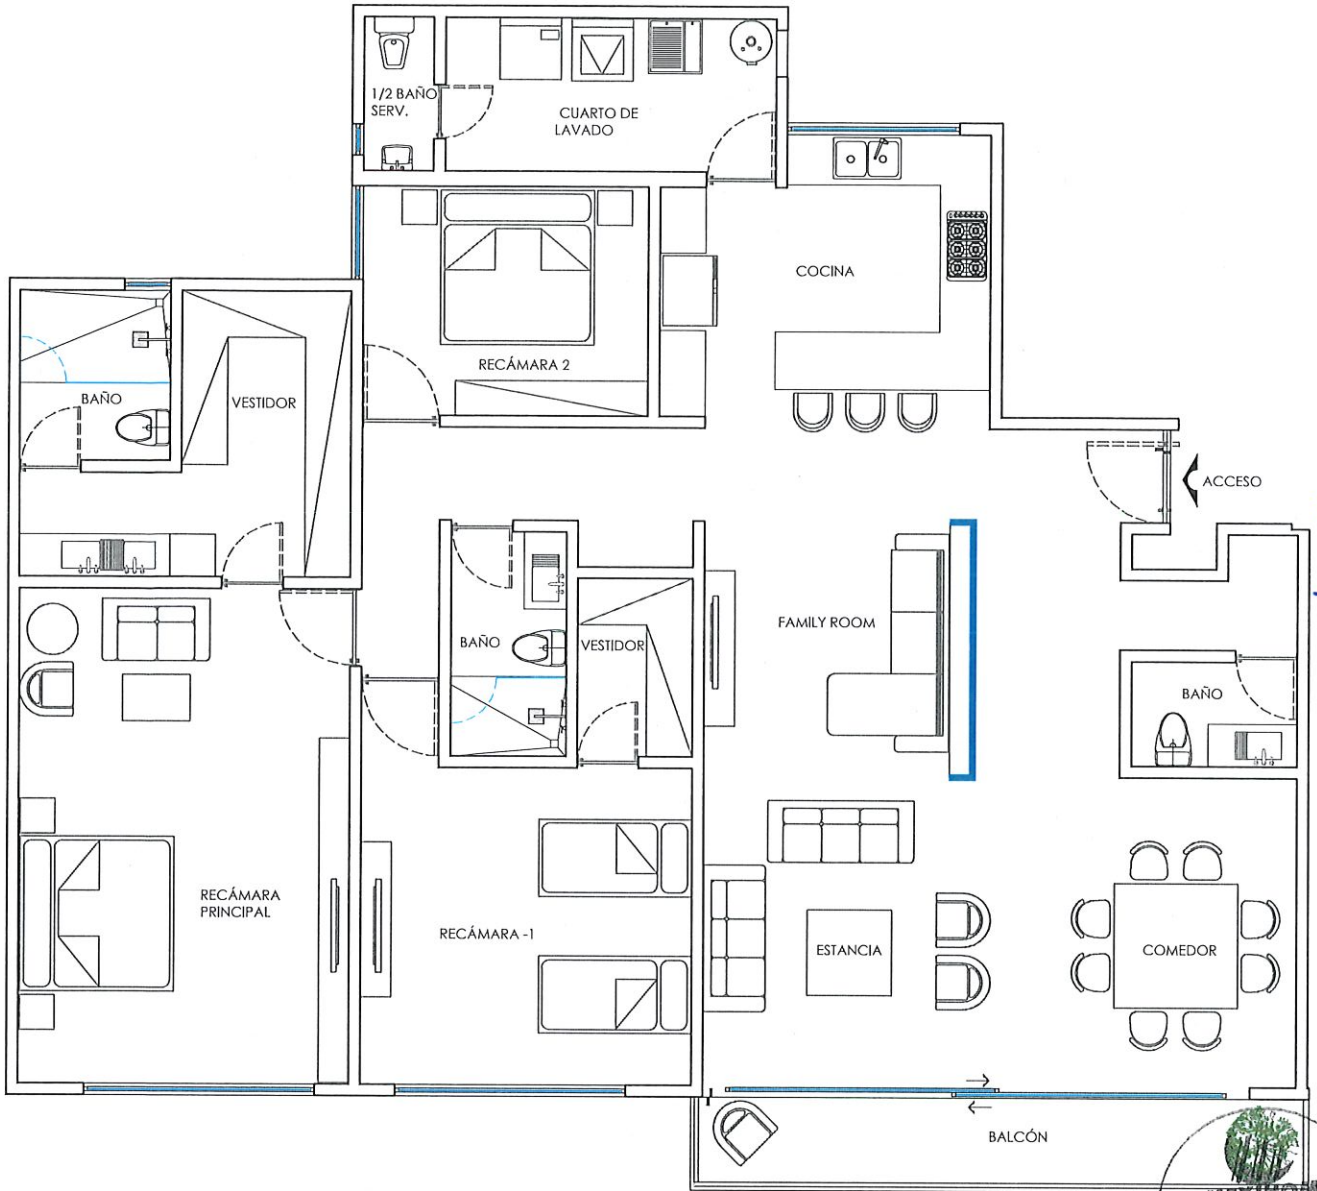 1/2 BAÑO
SERV.
CUARTO DE
LAVADO
COCINA
RECÁMARA 2
BAÑO
VESTIDOR
ACCESO
FAMILY ROOM
BAÑO
VESTIDOR
BAÑO
RECÁMARA
PRINCIPAL
RECÁMARA -1
ESTANCIA
COMEDOR
BALCÓN